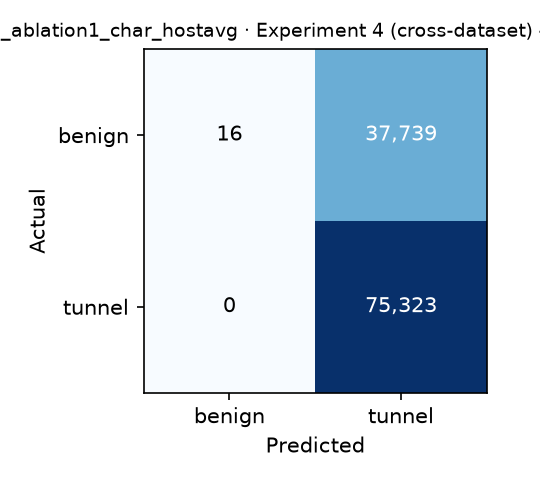 _ablation1_char_hostavg · Experiment 4 (cross-dataset)
benign 16 37,739
Actual
tunnel 0 75,323
benign tunnel
Predicted